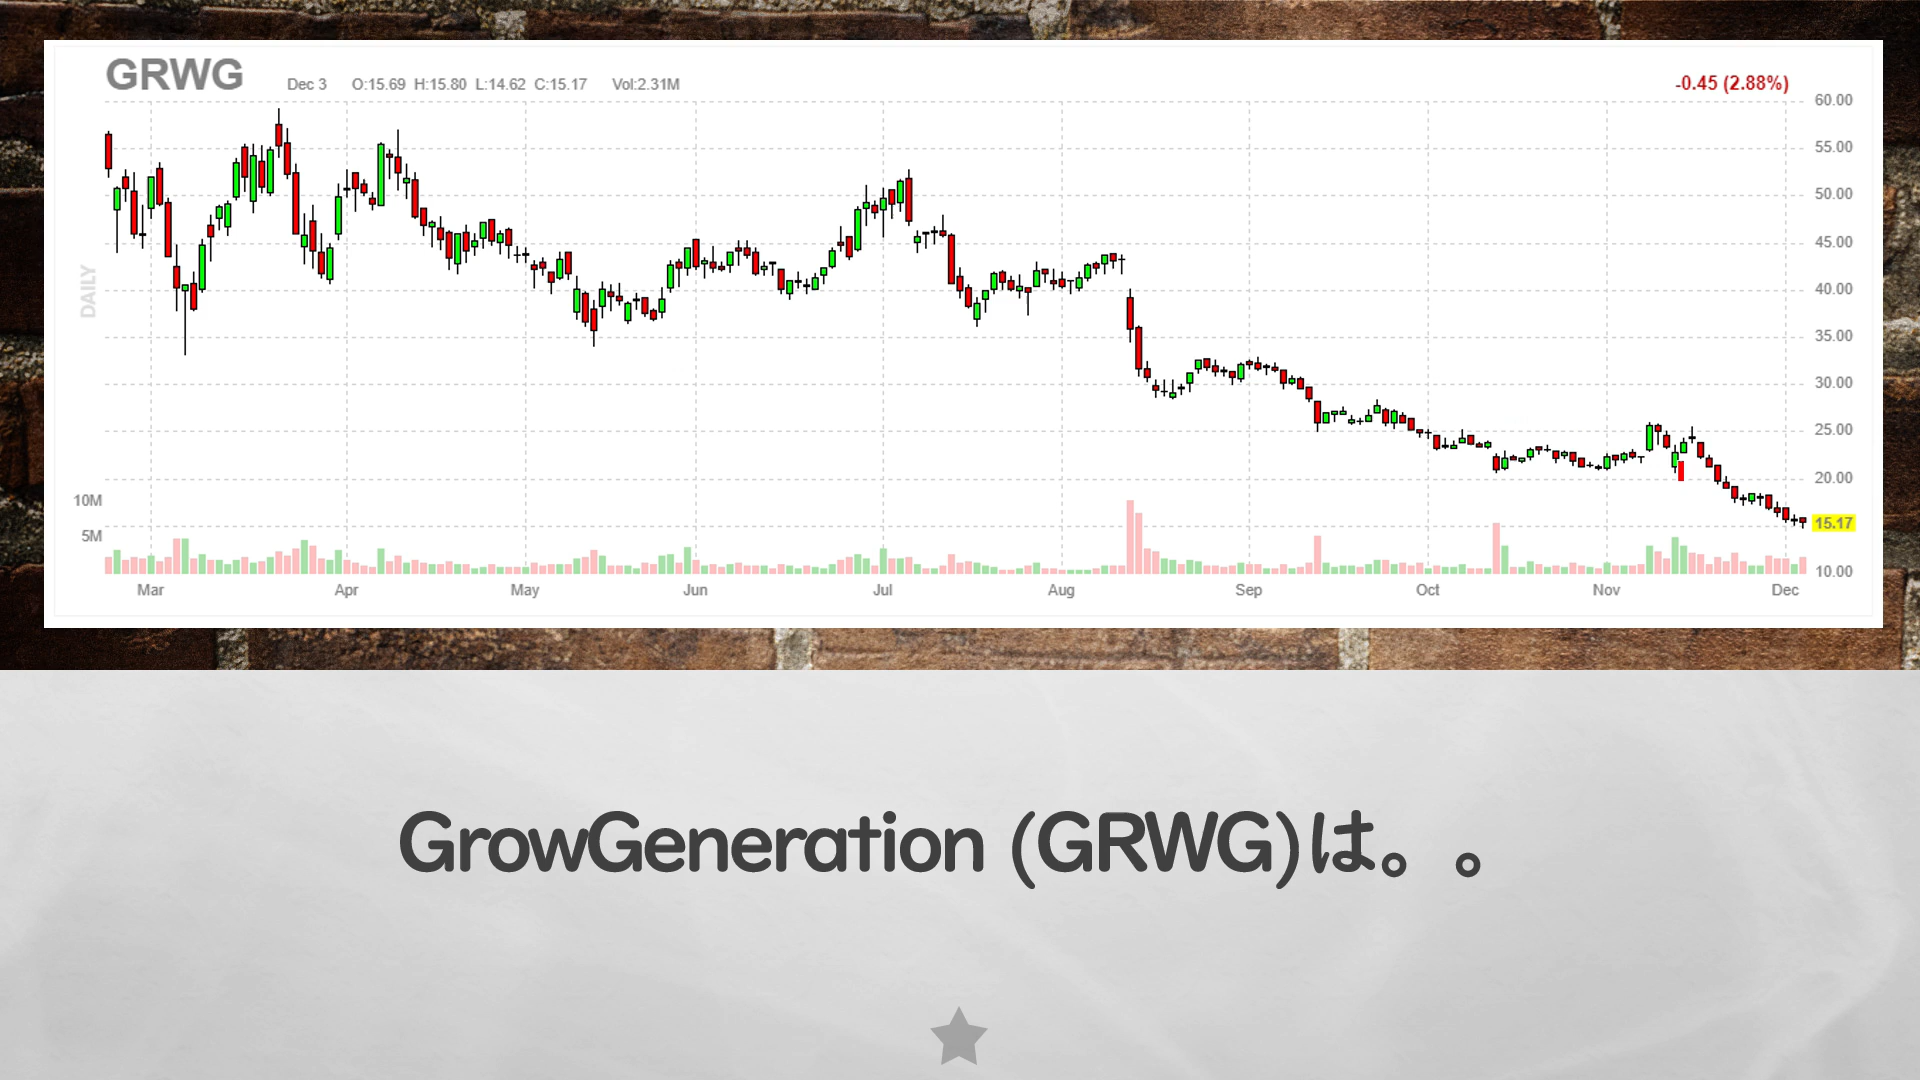 GRWG Dec 3 O:15.69 H:15.80 L:14.62 C:15.17 Vol:2.31M -0.45 (2.88%)
60.00
55.00
50.00
45.00
DAILY
40.00
35.00
30.00
25.00
20.00
10M
15.17
5M
10.00
Mar Apr May Jun Jul Aug Sep Oct Nov Dec
GrowGeneration (GRWG)は。。